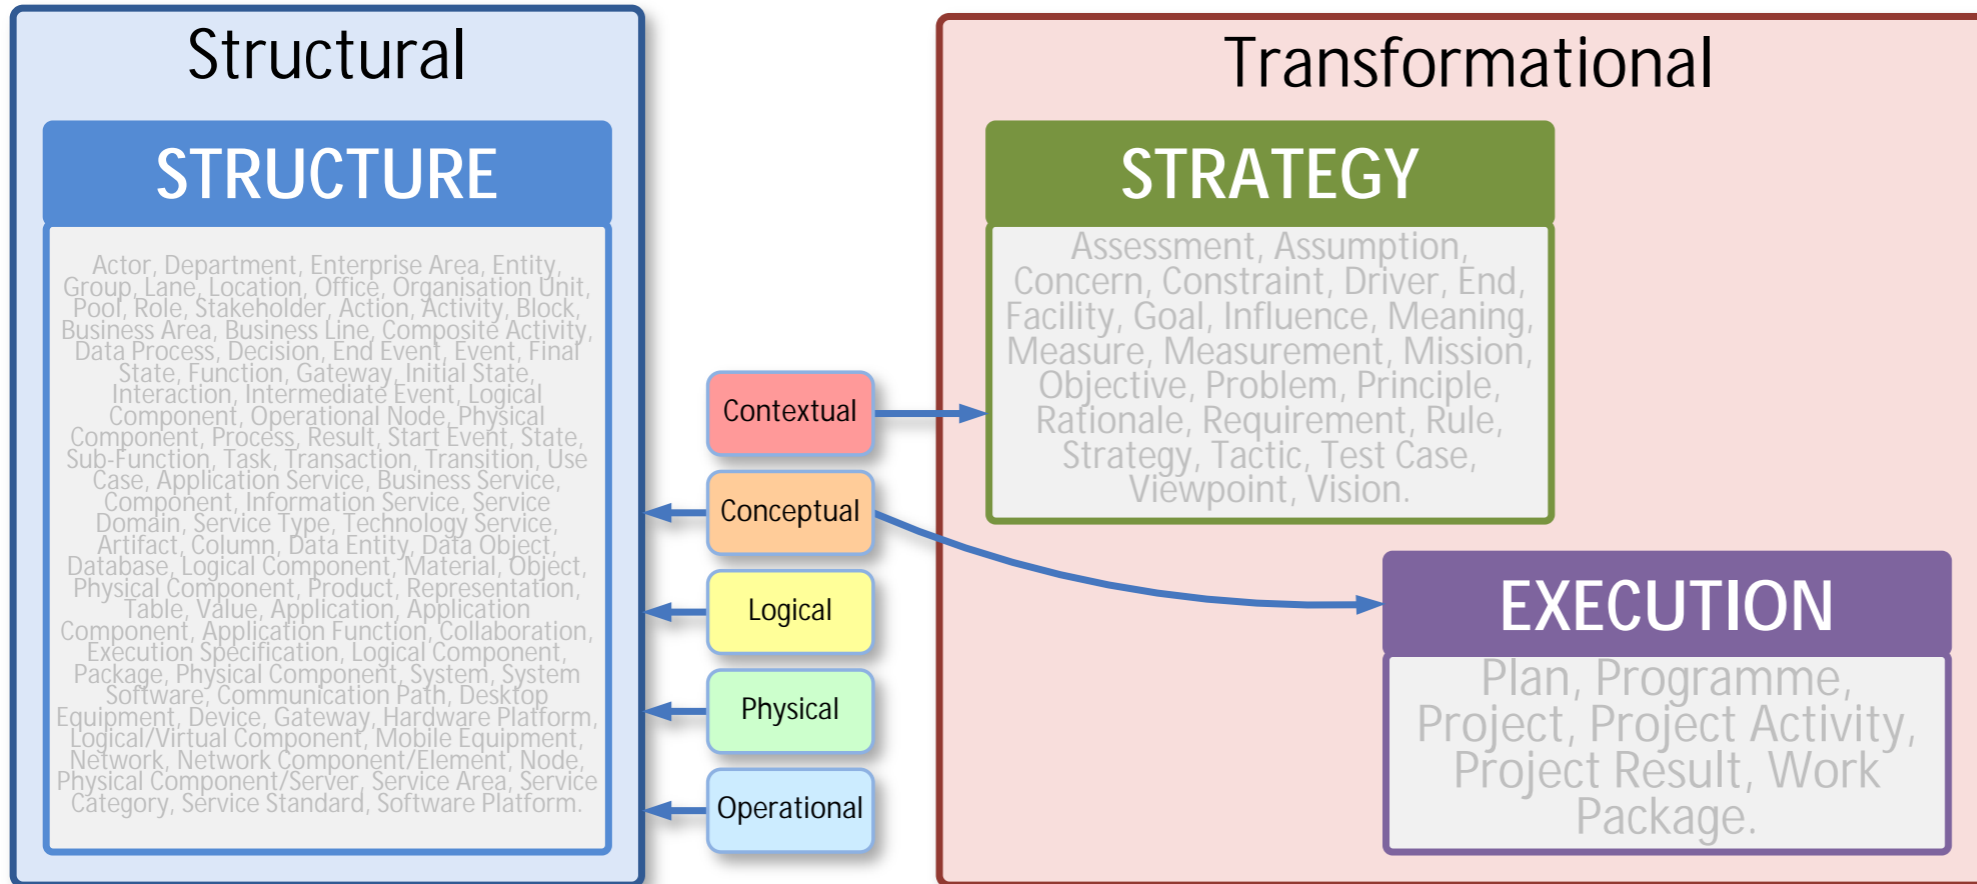 Structural
STRUCTURE
Actor, Department, Enterprise Area, Entity,
Group, Lane, Location, Office, Organisation Unit,
Pool, Role, Stakeholder, Action, Activity, Block,
Business Area, Business Line, Composite Activity,
Data Process, Decision, End Event, Event, Final
State, Function, Gateway, Initial State,
Interaction, Intermediate Event, Logical
Component, Operational Node, Physical
Component, Process, Result, Start Event, State,
Sub-Function, Task, Transaction, Transition, Use
Case, Application Service, Business Service,
Component, Information Service, Service
Domain, Service Type, Technology Service,
Artifact, Column, Data Entity, Data Object,
Database, Logical Component, Material, Object,
Physical Component, Product, Representation,
Table, Value, Application, Application
Component, Application Function, Collaboration,
Execution Specification, Logical Component,
Package, Physical Component, System, System
Software, Communication Path, Desktop
Equipment, Device, Gateway, Hardware Platform,
Logical/Virtual Component, Mobile Equipment,
Network, Network Component/Element, Node,
Physical Component/Server, Service Area, Service
Category, Service Standard, Software Platform.
Contextual
Conceptual
Logical
Physical
Operational
Transformational
STRATEGY
Assessment, Assumption,
Concern, Constraint, Driver, End,
Facility, Goal, Influence, Meaning,
Measure, Measurement, Mission,
Objective, Problem, Principle,
Rationale, Requirement, Rule,
Strategy, Tactic, Test Case,
Viewpoint, Vision.
EXECUTION
Plan, Programme,
Project, Project Activity,
Project Result, Work
Package.